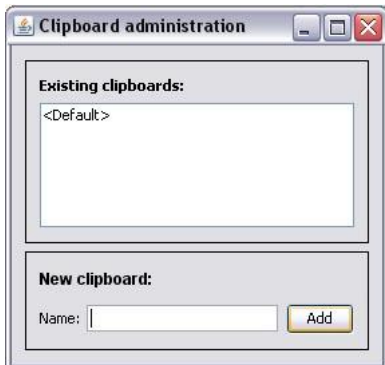 Clipboard administration
Existing clipboards:
<Default>
New clipboard:
Name:
Add